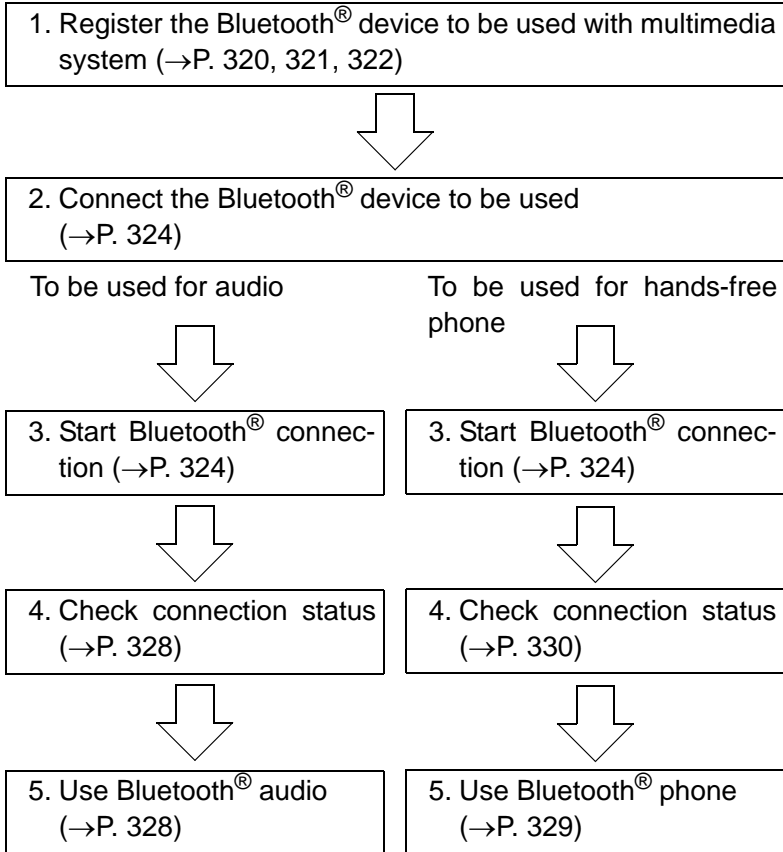 1. Register the Bluetooth® device to be used with multimedia
system (→P. 320, 321, 322)
2. Connect the Bluetooth® device to be used
(→P. 324)
To be used for audio
To be used for hands-free
phone
3. Start Bluetooth® connec-
tion (→P. 324)
3. Start Bluetooth® connec-
tion (→P. 324)
4. Check connection status
(→P. 328)
4. Check connection status
(→P. 330)
5. Use Bluetooth® audio
(→P. 328)
5. Use Bluetooth® phone
(→P. 329)